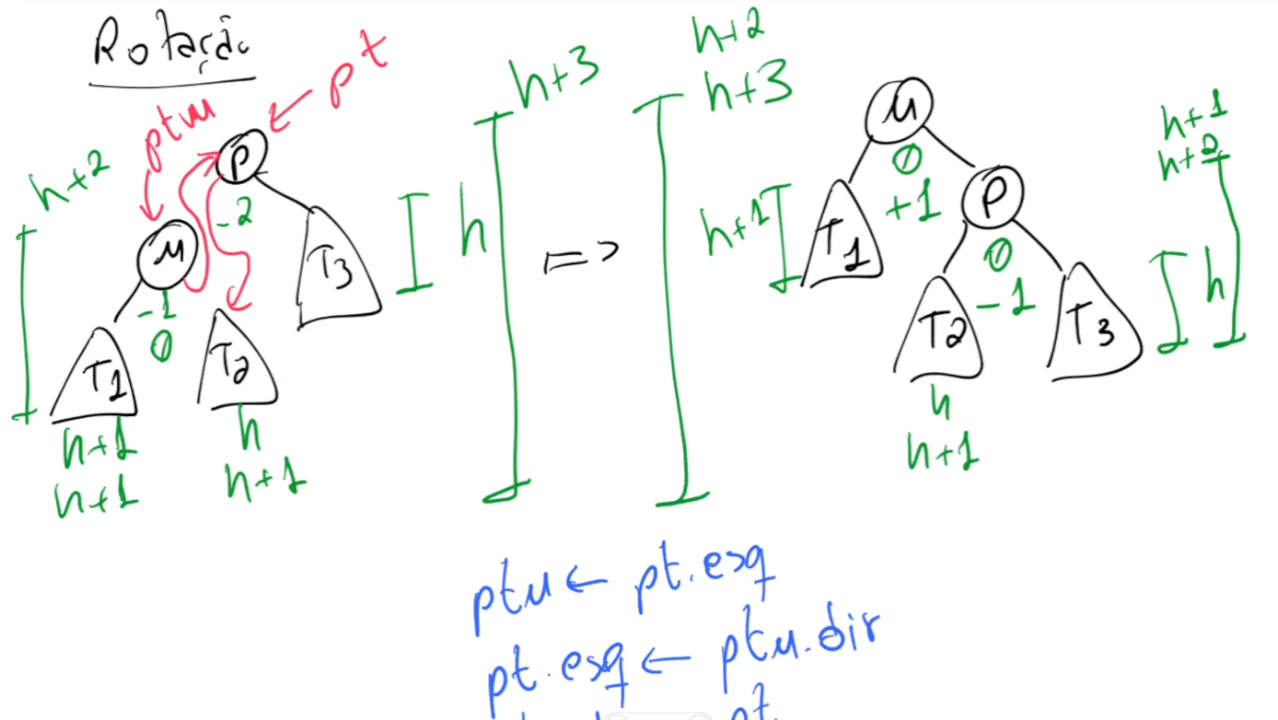 Rotação
ptu
pt
p
-2
h+2
u
-1
0
T1
h+1
h+1
T2
h
h+1
T3
h
h+3
=>
h+2
h+3
u
0
+1
h+1
T1
p
0
-1
T2
h
h+1
T3
h
h+1
h+2
ptu ← pt.esq
pt.esq ← ptu.dir
pt